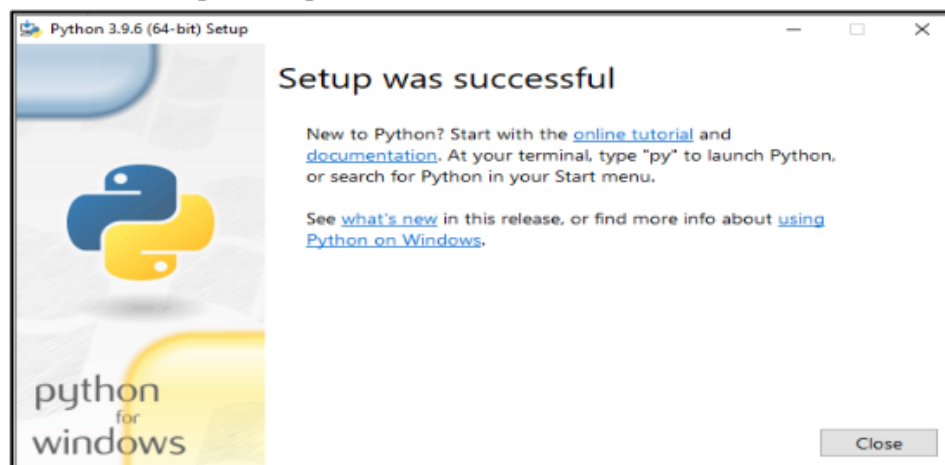 Python 3.9.6 (64-bit) Setup
Setup was successful
New to Python? Start with the online tutorial and
documentation. At your terminal, type "py" to launch Python,
or search for Python in your Start menu.
See what's new in this release, or find more info about using
Python on Windows.
python
for
windows
Close